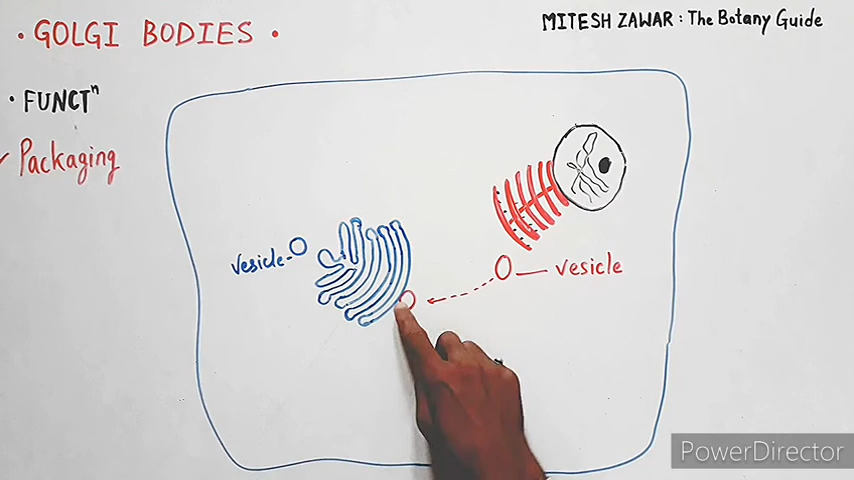 • GOLGI BODIES •
MITESH ZAWAR : The Botany Guide
• FUNCTⁿ
✓ Packaging
vesicle-
vesicle
PowerDirector